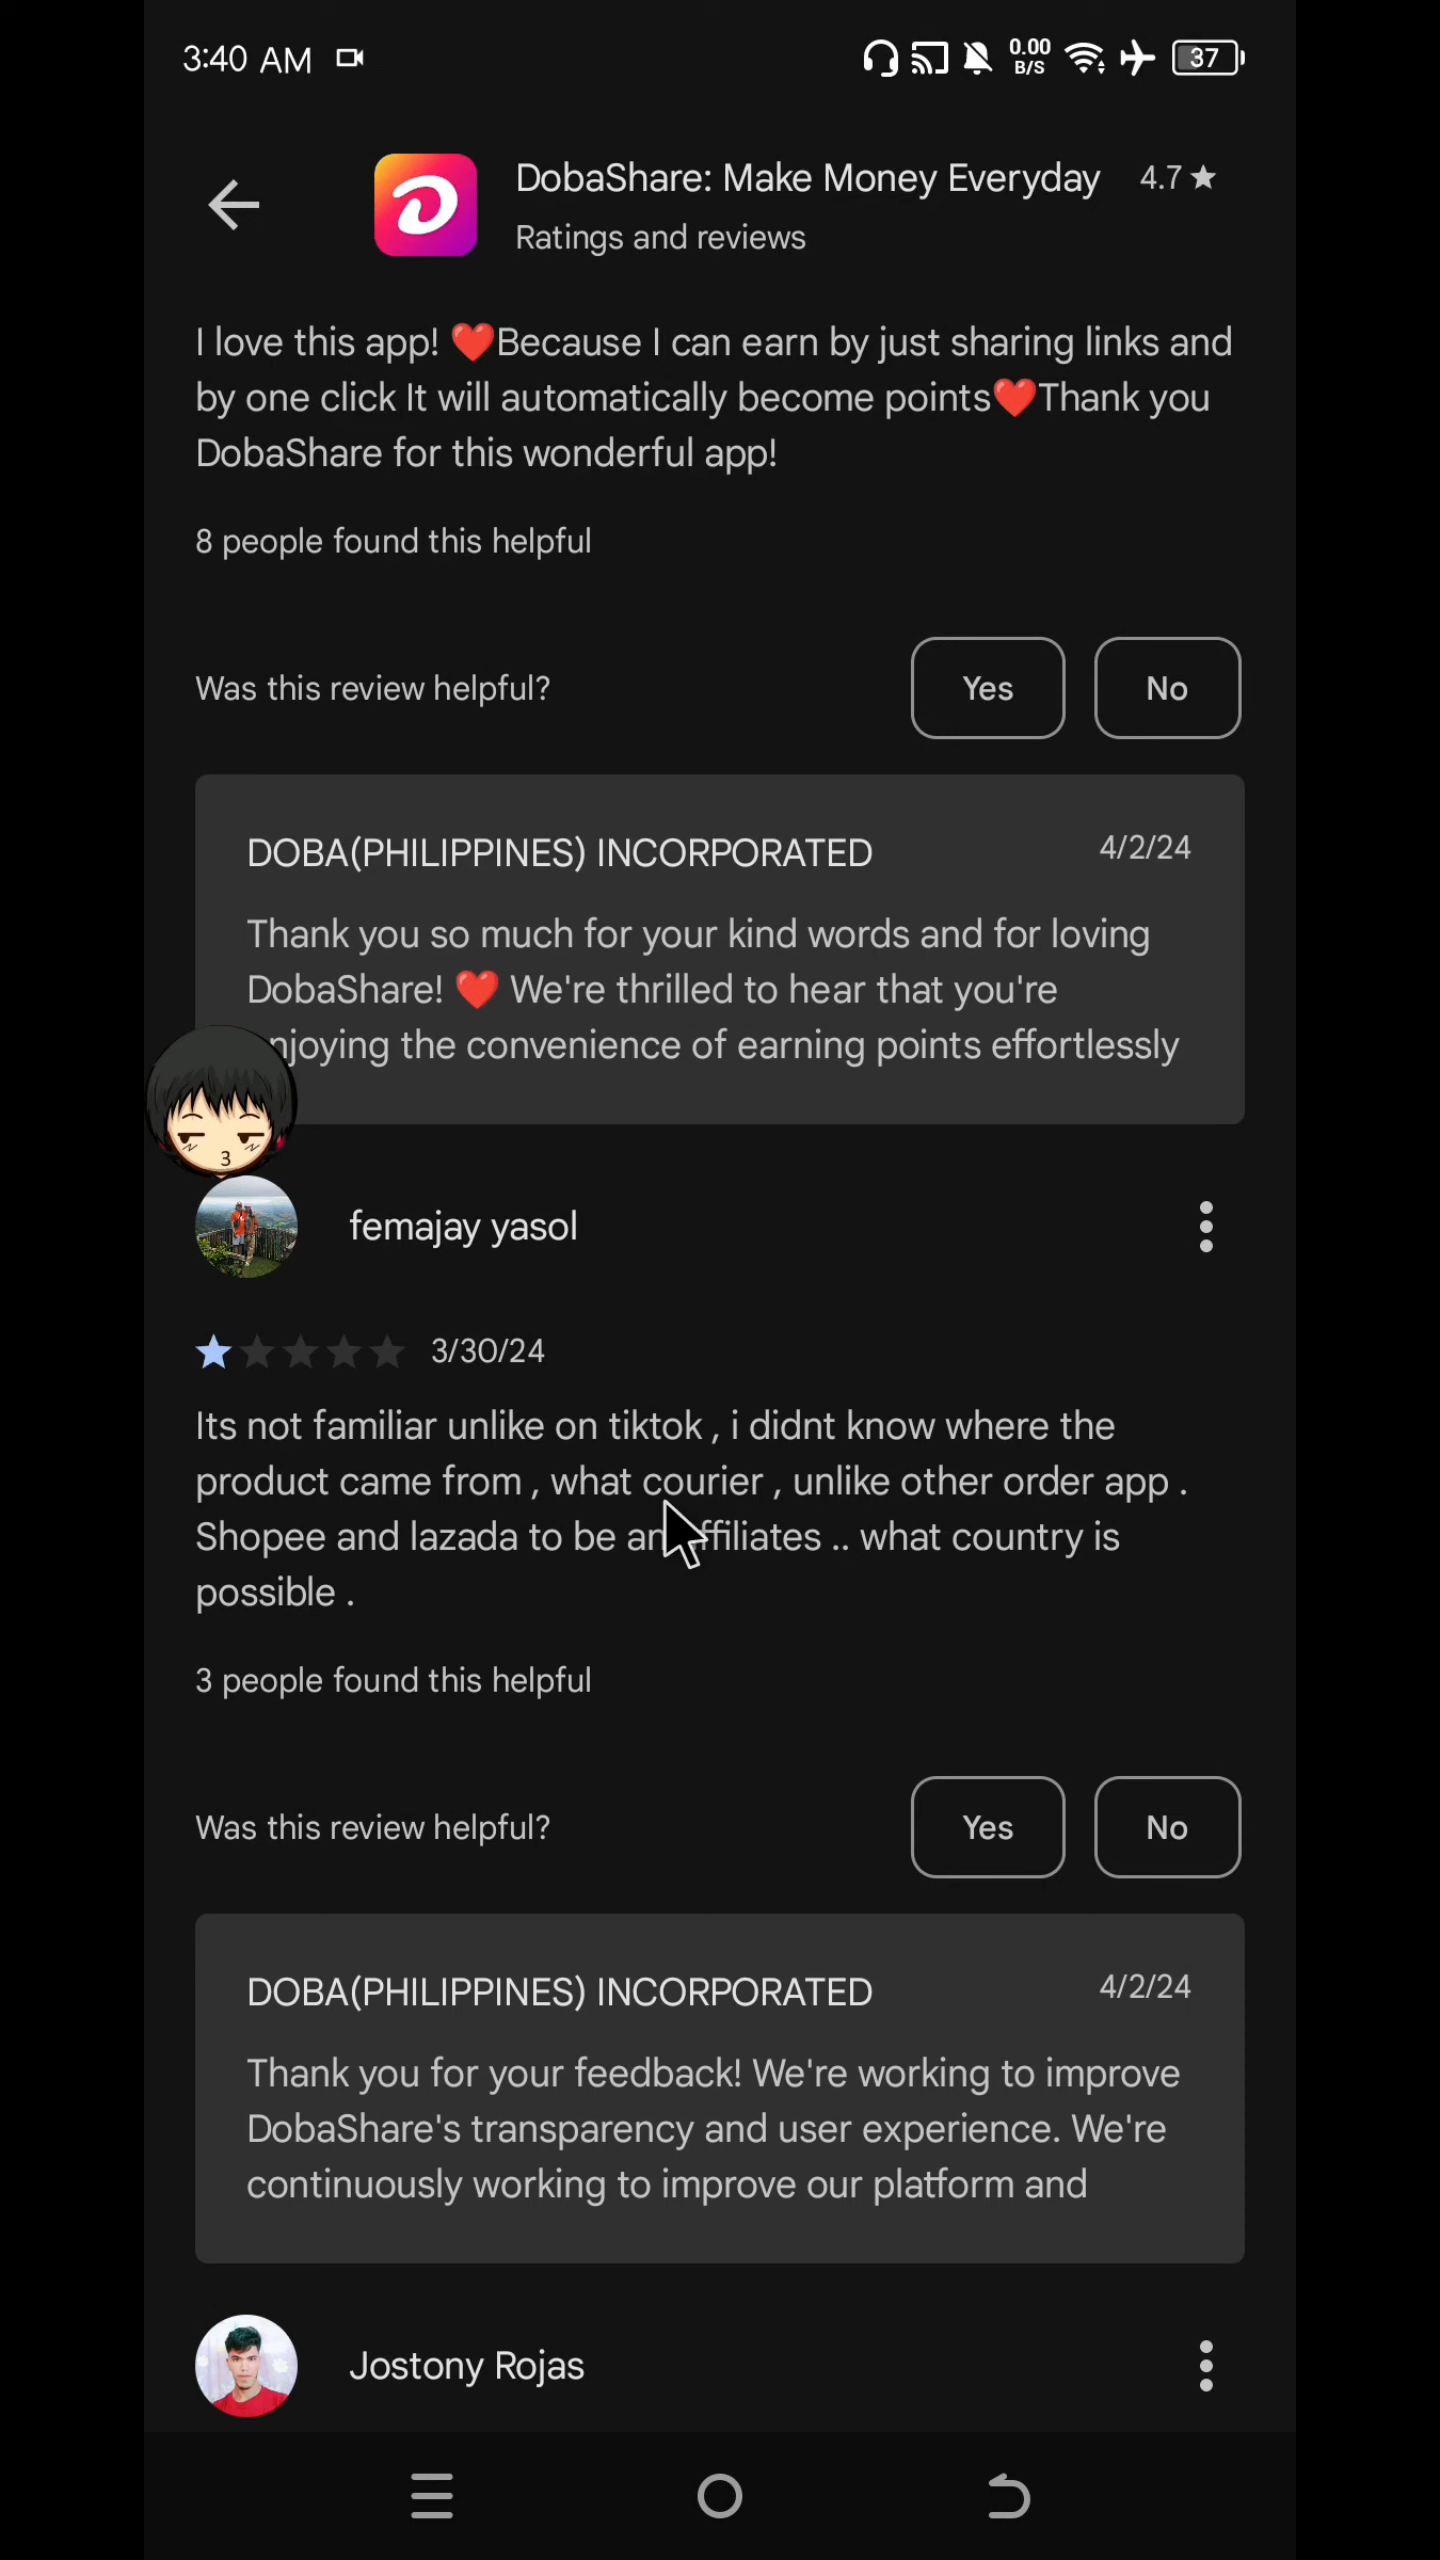 3:40 AM
0.00
B/S
37
DobaShare: Make Money Everyday 4.7★
Ratings and reviews
I love this app! ❤️Because I can earn by just sharing links and
by one click It will automatically become points❤️Thank you
DobaShare for this wonderful app!
8 people found this helpful
Was this review helpful? Yes No
DOBA(PHILIPPINES) INCORPORATED 4/2/24
Thank you so much for your kind words and for loving
DobaShare! ❤️ We're thrilled to hear that you're
njoying the convenience of earning points effortlessly
3
femajay yasol
3/30/24
Its not familiar unlike on tiktok , i didnt know where the
product came from , what courier , unlike other order app .
Shopee and lazada to be an ffiliates .. what country is
possible .
3 people found this helpful
Was this review helpful? Yes No
DOBA(PHILIPPINES) INCORPORATED 4/2/24
Thank you for your feedback! We're working to improve
DobaShare's transparency and user experience. We're
continuously working to improve our platform and
Jostony Rojas